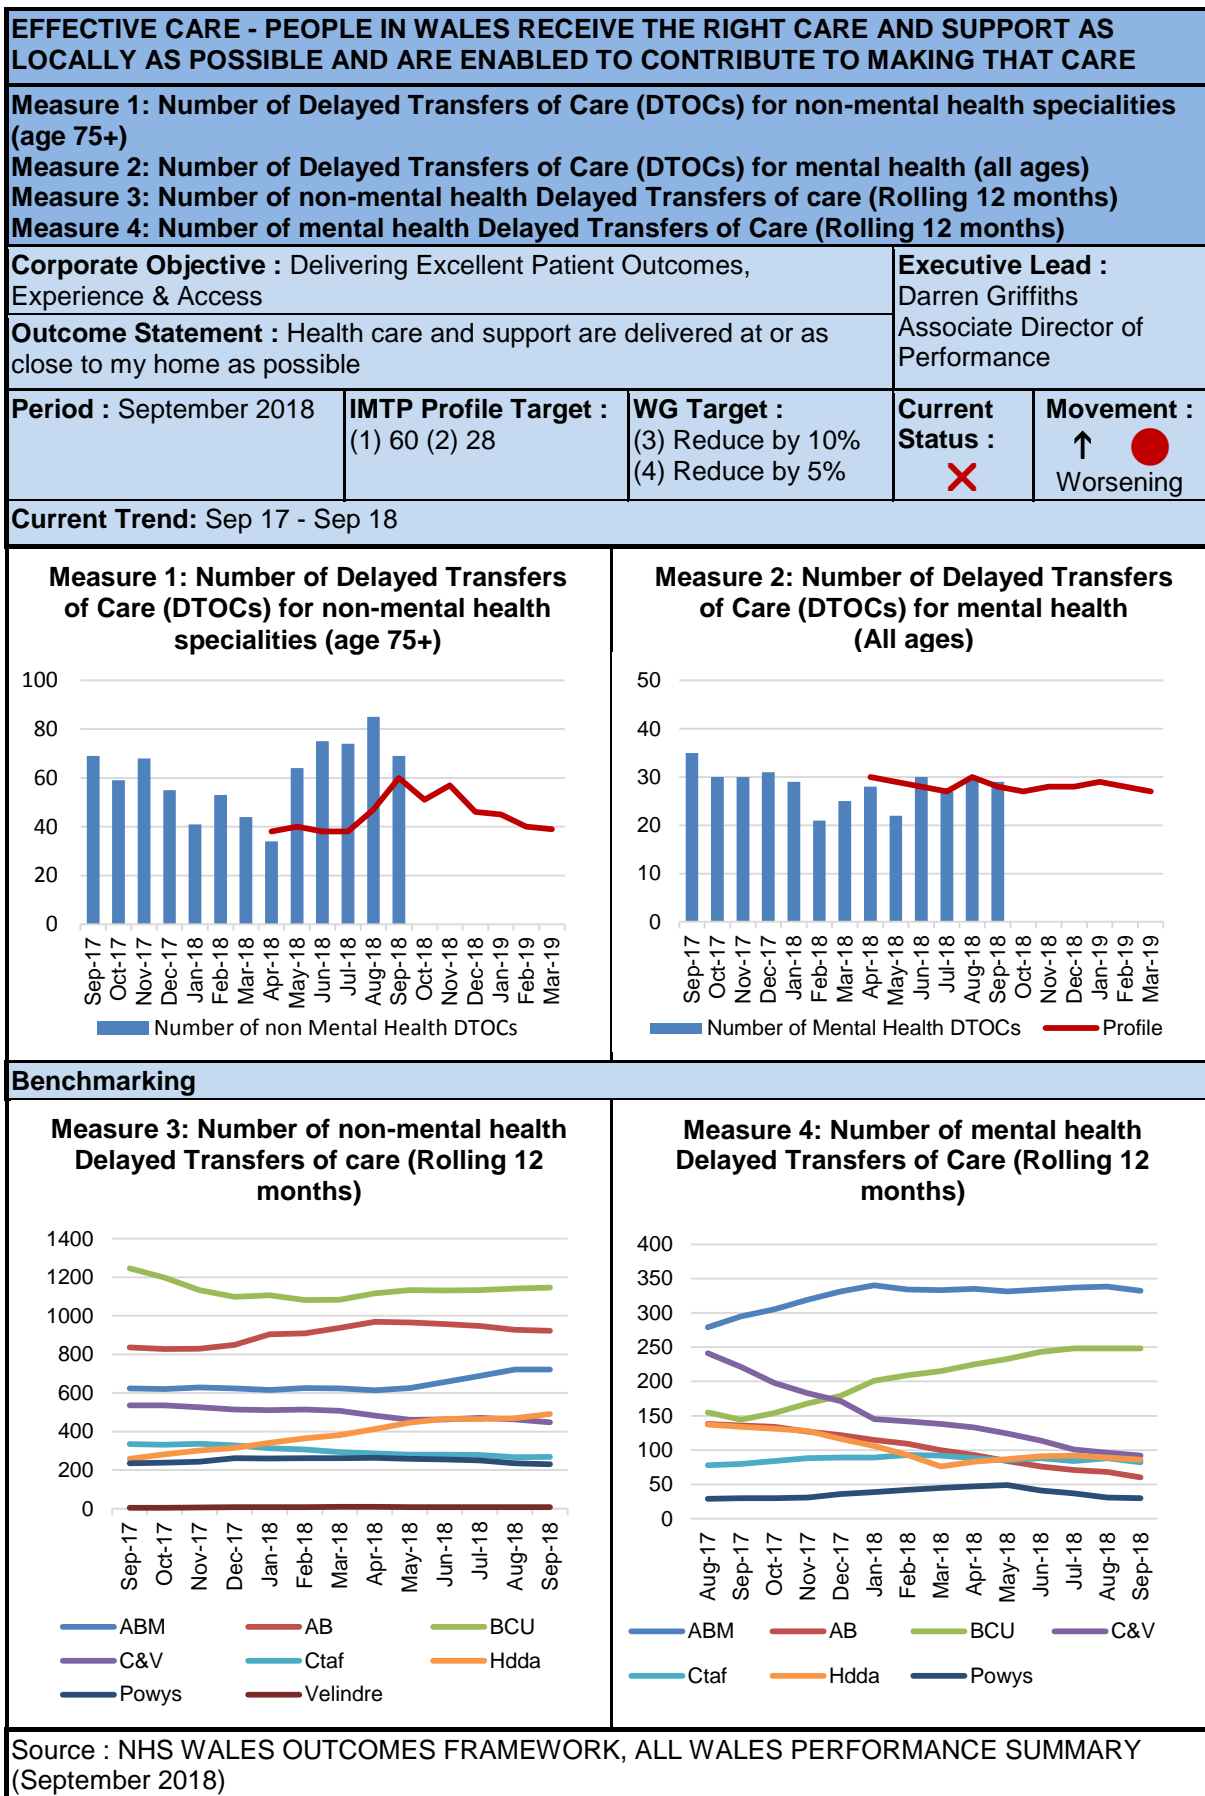 EFFECTIVE CARE - PEOPLE IN WALES RECEIVE THE RIGHT CARE AND SUPPORT AS
LOCALLY AS POSSIBLE AND ARE ENABLED TO CONTRIBUTE TO MAKING THAT CARE
Measure 1: Number of Delayed Transfers of Care (DTOCs) for non-mental health specialities
(age 75+)
Measure 2: Number of Delayed Transfers of Care (DTOCs) for mental health (all ages)
Measure 3: Number of non-mental health Delayed Transfers of care (Rolling 12 months)
Measure 4: Number of mental health Delayed Transfers of Care (Rolling 12 months)
Corporate Objective : Delivering Excellent Patient Outcomes,
Experience & Access
Outcome Statement : Health care and support are delivered at or as
close to my home as possible
Executive Lead :
Darren Griffiths
Associate Director of
Performance
Period : September 2018
IMTP Profile Target :
(1) 60 (2) 28
WG Target :
(3) Reduce by 10%
(4) Reduce by 5%
Current
Status :
Movement :
↑
Worsening
Current Trend: Sep 17 - Sep 18
Measure 1: Number of Delayed Transfers
of Care (DTOCs) for non-mental health
specialities (age 75+)
100
80
60
40
20
0
Sep-17
Oct-17
Nov-17
Dec-17
Jan-18
Feb-18
Mar-18
Apr-18
May-18
Jun-18
Jul-18
Aug-18
Sep-18
Oct-18
Nov-18
Dec-18
Jan-19
Feb-19
Mar-19
Number of non Mental Health DTOCs
Measure 2: Number of Delayed Transfers
of Care (DTOCs) for mental health
(All ages)
50
40
30
20
10
0
Sep-17
Oct-17
Nov-17
Dec-17
Jan-18
Feb-18
Mar-18
Apr-18
May-18
Jun-18
Jul-18
Aug-18
Sep-18
Oct-18
Nov-18
Dec-18
Jan-19
Feb-19
Mar-19
Number of Mental Health DTOCs
Profile
Benchmarking
Measure 3: Number of non-mental health
Delayed Transfers of care (Rolling 12
months)
1400
1200
1000
800
600
400
200
0
Sep-17
Oct-17
Nov-17
Dec-17
Jan-18
Feb-18
Mar-18
Apr-18
May-18
Jun-18
Jul-18
Aug-18
Sep-18
ABM
AB
BCU
C&V
Ctaf
Hdda
Powys
Velindre
Measure 4: Number of mental health
Delayed Transfers of Care (Rolling 12
months)
400
350
300
250
200
150
100
50
0
Aug-17
Sep-17
Oct-17
Nov-17
Dec-17
Jan-18
Feb-18
Mar-18
Apr-18
May-18
Jun-18
Jul-18
Aug-18
Sep-18
ABM
AB
BCU
C&V
Ctaf
Hdda
Powys
Source : NHS WALES OUTCOMES FRAMEWORK, ALL WALES PERFORMANCE SUMMARY
(September 2018)